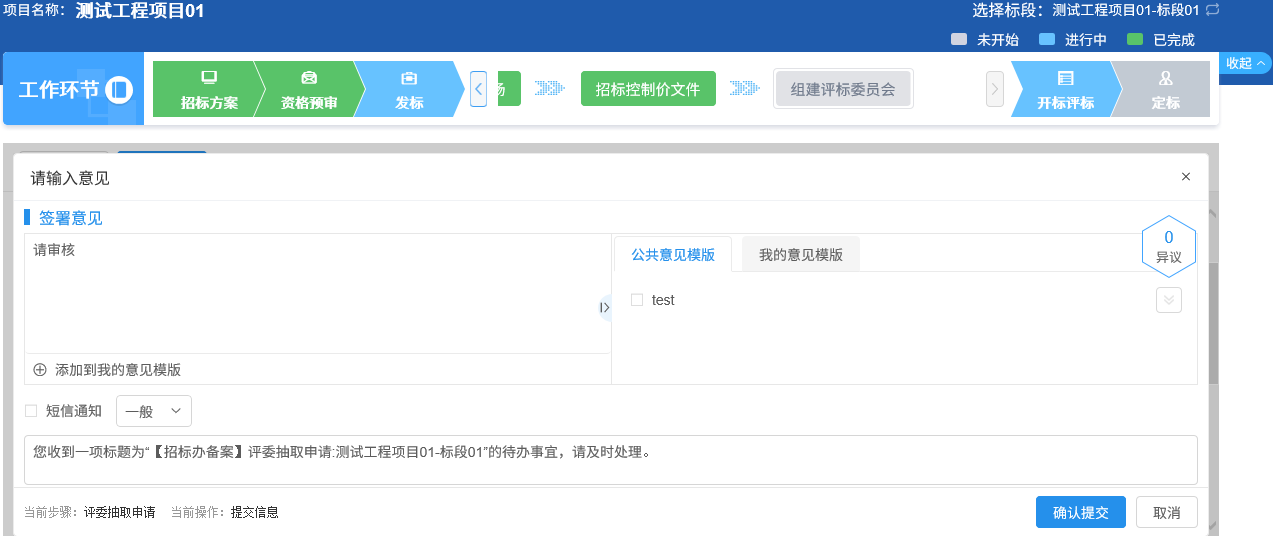 项目名称： 测试工程项目01
选择标段：测试工程项目01-标段01
未开始 进行中 已完成
工作环节
招标方案
资格预审
发标
场
招标控制价文件
组建评标委员会
开标评标
定标
收起
请输入意见
签署意见
请审核
公共意见模版
我的意见模版
0
异议
test
添加到我的意见模版
短信通知 一般
您收到一项标题为“【招标办备案】评委抽取申请:测试工程项目01-标段01”的待办事宜，请及时处理。
当前步骤：评委抽取申请 当前操作：提交信息
确认提交
取消